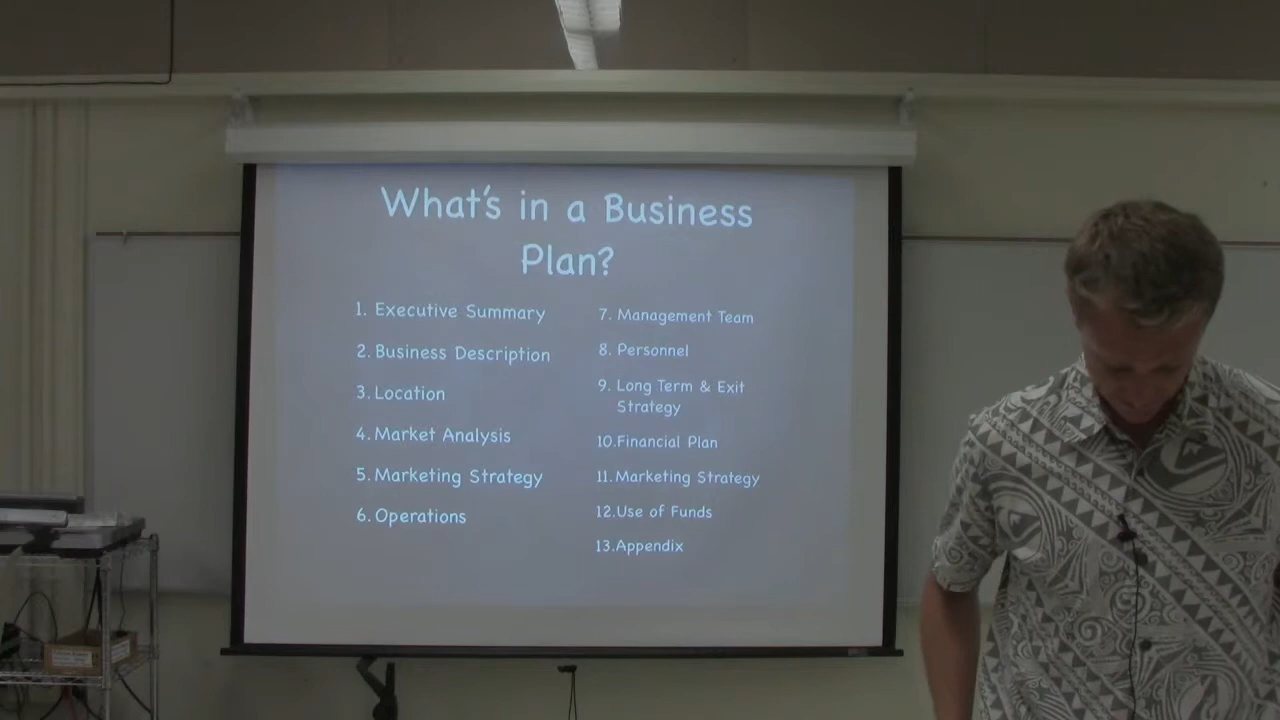 What's in a Business
Plan?
1. Executive Summary
2. Business Description
3. Location
4. Market Analysis
5. Marketing Strategy
6. Operations
7. Management Team
8. Personnel
9. Long Term & Exit
Strategy
10.Financial Plan
11.Marketing Strategy
12.Use of Funds
13.Appendix